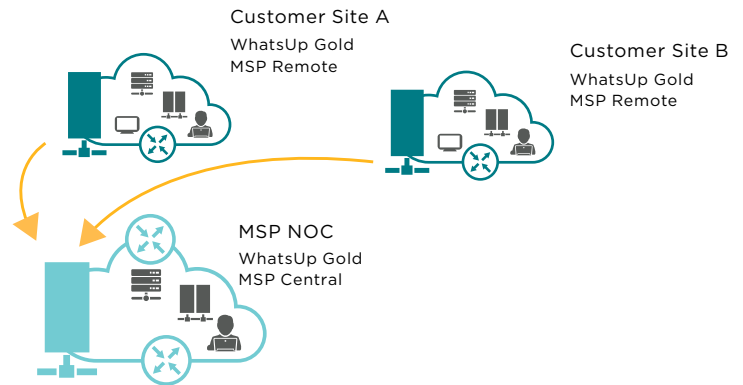 Customer Site A
WhatsUp Gold
MSP Remote
Customer Site B
WhatsUp Gold
MSP Remote
MSP NOC
WhatsUp Gold
MSP Central